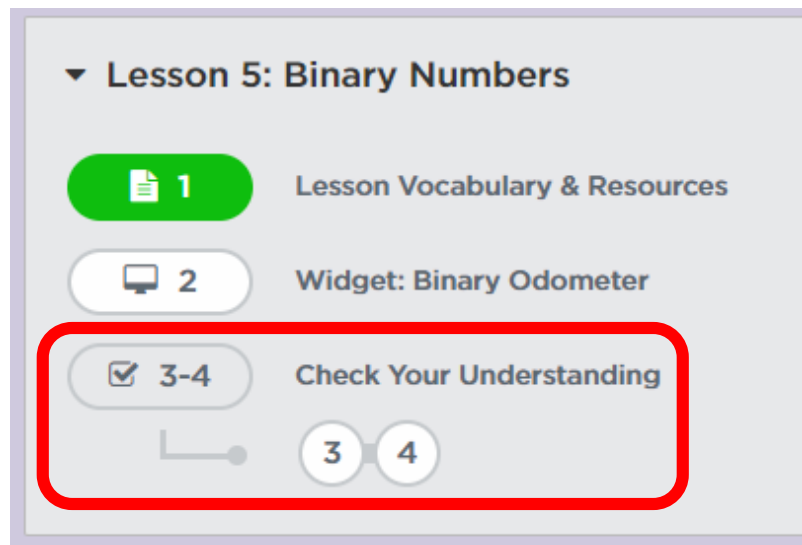 Lesson 5: Binary Numbers
1 Lesson Vocabulary & Resources
2 Widget: Binary Odometer
3-4 Check Your Understanding
3 4